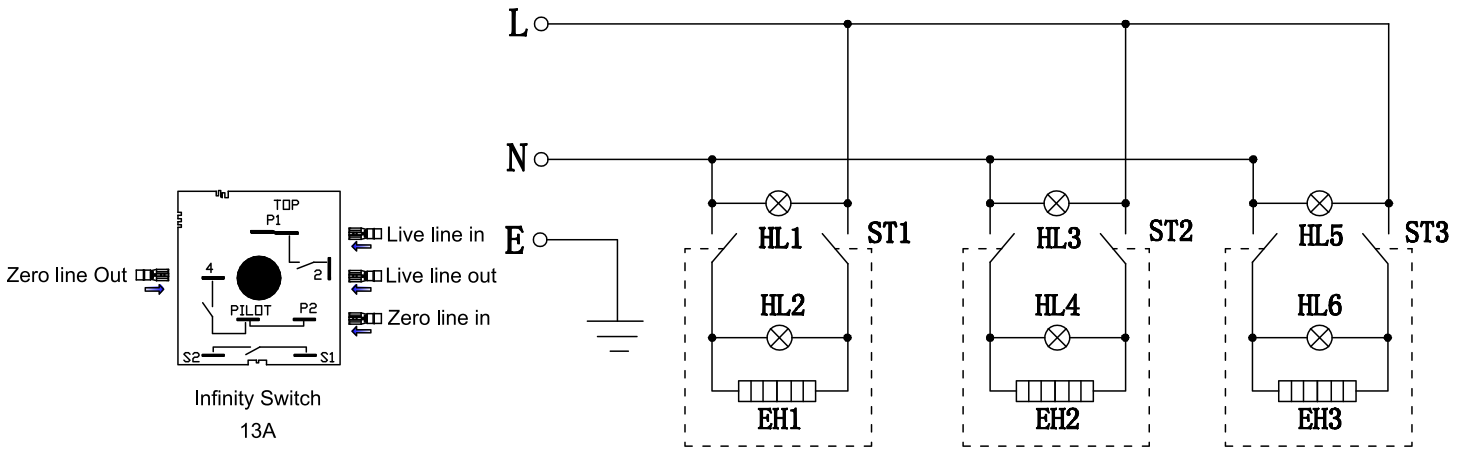 L
N
E
TOP
P1
Live line in
Zero line Out
4
2
Live line out
PILOT
P2
Zero line in
S2
S1
Infinity Switch
13A
HL1
ST1
HL2
EH1
HL3
ST2
HL4
EH2
HL5
ST3
HL6
EH3